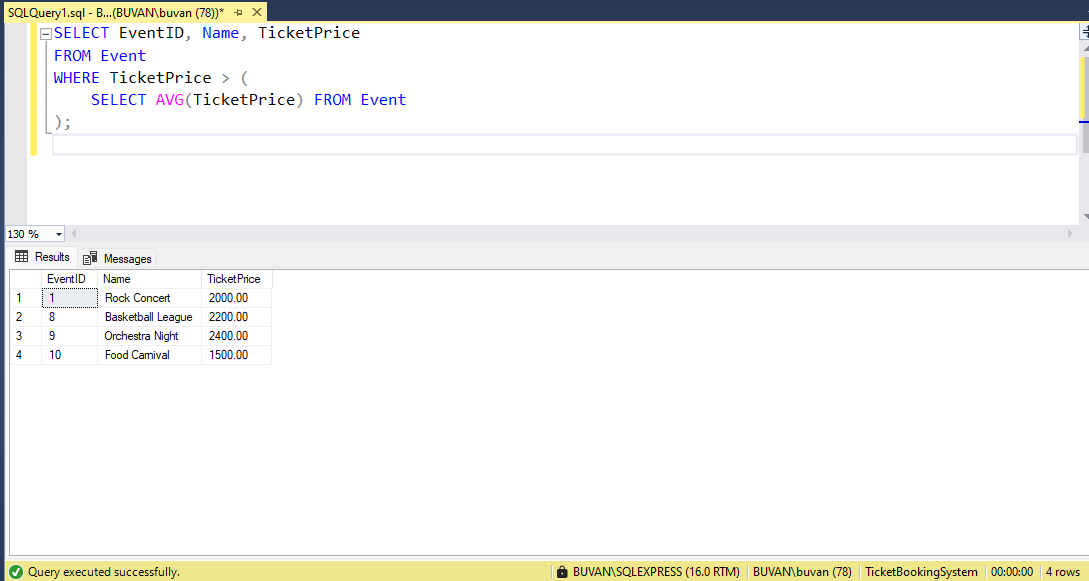 SQLQuery1.sql - B...(BUVAN\buvan (78))*
SELECT EventID, Name, TicketPrice
FROM Event
WHERE TicketPrice > (
SELECT AVG(TicketPrice) FROM Event
);
130 %
Results Messages
EventID Name TicketPrice
1 1 Rock Concert 2000.00
2 8 Basketball League 2200.00
3 9 Orchestra Night 2400.00
4 10 Food Carnival 1500.00
Query executed successfully. BUVAN\SQLEXPRESS (16.0 RTM) BUVAN\buvan (78) TicketBookingSystem 00:00:00 4 rows